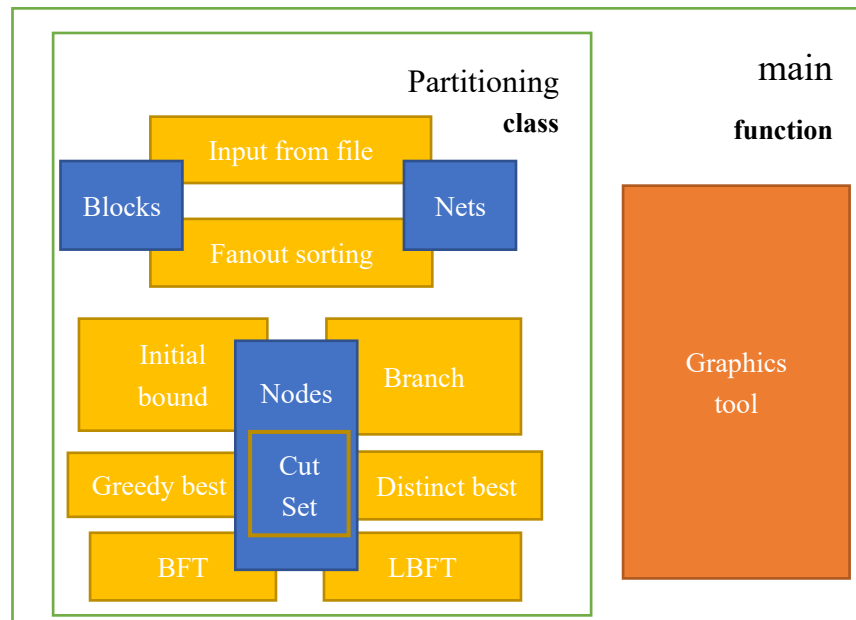 Partitioning
class
main
function
Input from file
Blocks
Nets
Fanout sorting
Initial
bound
Nodes
Branch
Graphics
tool
Greedy best
Cut
Set
Distinct best
BFT
LBFT